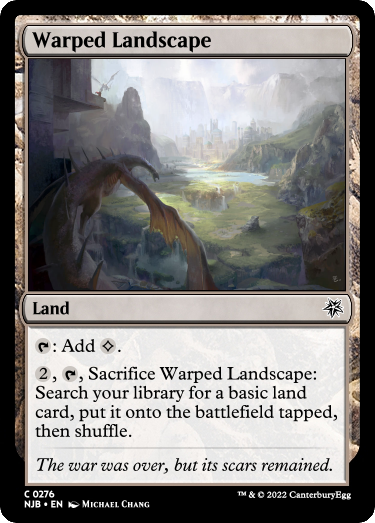 Warped Landscape
Land
: Add .
2, , Sacrifice Warped Landscape:
Search your library for a basic land
card, put it onto the battlefield tapped,
then shuffle.
The war was over, but its scars remained.
C 0276
NJB • EN Michael Chang
™ & © 2022 CanterburyEgg